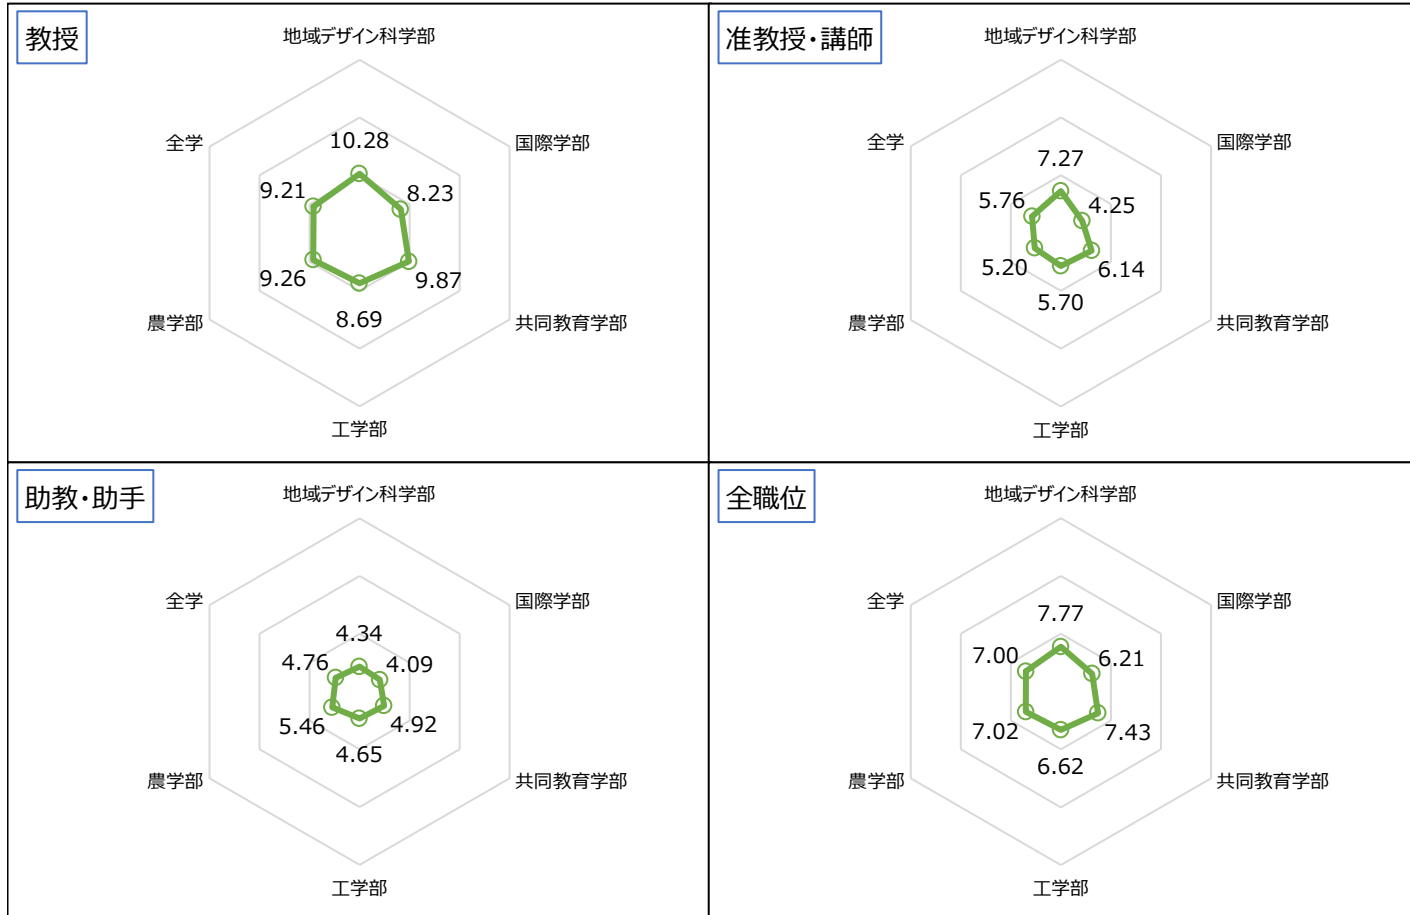 教授
地域デザイン科学部
全学
国際学部
10.28
9.21
8.23
9.26
9.87
8.69
農学部
共同教育学部
工学部
准教授・講師
地域デザイン科学部
全学
国際学部
7.27
5.76
4.25
5.20
6.14
5.70
農学部
共同教育学部
工学部
助教・助手
地域デザイン科学部
全学
国際学部
4.34
4.76
4.09
5.46
4.92
4.65
農学部
共同教育学部
工学部
全職位
地域デザイン科学部
全学
国際学部
7.77
7.00
6.21
7.02
7.43
6.62
農学部
共同教育学部
工学部